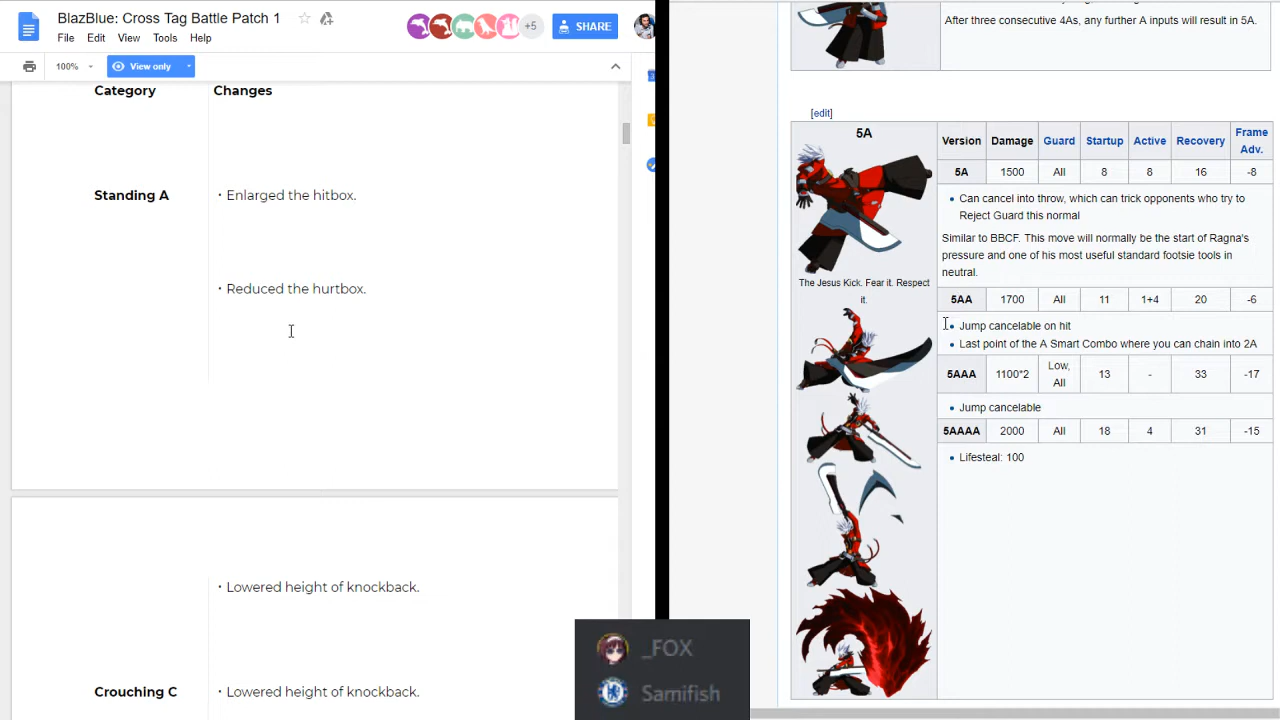 BlazBlue: Cross Tag Battle Patch 1
File Edit View Tools Help
+5
SHARE
100%
View only
Category Changes
Standing A · Enlarged the hitbox.
· Reduced the hurtbox.
· Lowered height of knockback.
Crouching C · Lowered height of knockback.
_FOX
Samifish
After three consecutive 4As, any further A inputs will result in 5A.
[edit]
5A
The Jesus Kick. Fear it. Respect
it.
Version Damage Guard Startup Active Recovery Frame
Adv.
5A 1500 All 8 8 16 -8
• Can cancel into throw, which can trick opponents who try to
Reject Guard this normal
Similar to BBCF. This move will normally be the start of Ragna's
pressure and one of his most useful standard footsie tools in
neutral.
5AA 1700 All 11 1+4 20 -6
• Jump cancelable on hit
• Last point of the A Smart Combo where you can chain into 2A
5AAA 1100*2 Low,
All 13 - 33 -17
• Jump cancelable
5AAAA 2000 All 18 4 31 -15
• Lifesteal: 100